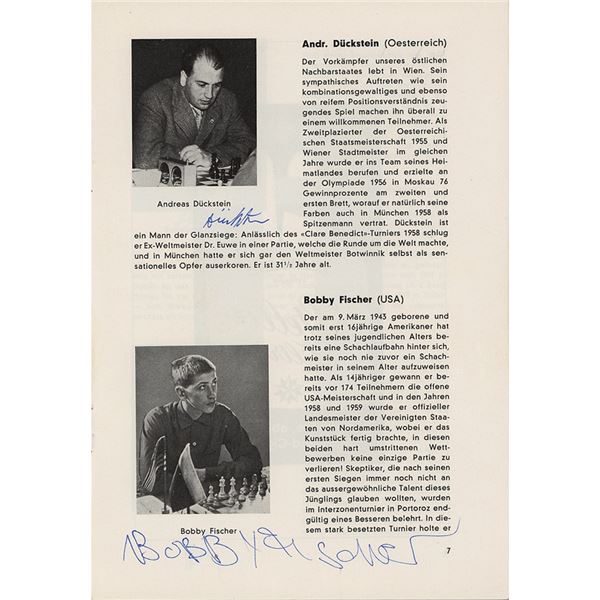 Andr. Dückstein (Oesterreich)
Der Vorkämpfer unseres östlichen
Nachbarstaates lebt in Wien. Sein
sympathisches Auftreten wie sein
kombinationsgewaltiges und ebenso
von reifem Positionsverständnis zeu-
gendes Spiel machen ihn überall zu
einem willkommenen Teilnehmer. Als
Zweitplazierter der Oesterreichi-
schen Staatsmeisterschaft 1955 und
Wiener Stadtmeister im gleichen
Jahre wurde er ins Team seines Hei-
matlandes berufen und erzielte an
der Olympiade 1956 in Moskau 76
Gewinnprozente am zweiten und
ersten Brett, worauf er natürlich seine
Farben auch in München 1958 als
Spitzenmann vertrat. Dückstein ist
ein Mann der Glanzsiege: Anlässlich des «Clare Benedict»-Turniers 1958 schlug
er Ex-Weltmeister Dr. Euwe in einer Partie, welche die Runde um die Welt machte,
und in München hatte er sich gar den Weltmeister Botwinnik selbst als sen-
sationelles Opfer auserkoren. Er ist 31½ Jahre alt.
Andreas Dückstein
Dückstein
Bobby Fischer (USA)
Der am 9. März 1943 geborene und
somit erst 16jährige Amerikaner hat
trotz seines jugendlichen Alters be-
reits eine Schachlaufbahn hinter sich,
wie sie noch nie zuvor ein Schach-
meister in seinem Alter aufzuweisen
hatte. Als 14jähriger gewann er be-
reits vor 174 Teilnehmern die offene
USA-Meisterschaft und in den Jahren
1958 und 1959 wurde er offizieller
Landesmeister der Vereinigten Staa-
ten von Nordamerika, wobei er das
Kunststück fertig brachte, in diesen
beiden hart umstrittenen Wett-
bewerben keine einzige Partie zu
verlieren! Skeptiker, die nach seinen
ersten Siegen immer noch nicht an
das aussergewöhnliche Talent dieses
Jünglings glauben wollten, wurden
im Interzonenturnier in Portoroz end-
gültig eines Besseren belehrt. In die-
sem stark besetzten Turnier holte er
Bobby Fischer
BOBBY Fischer
7